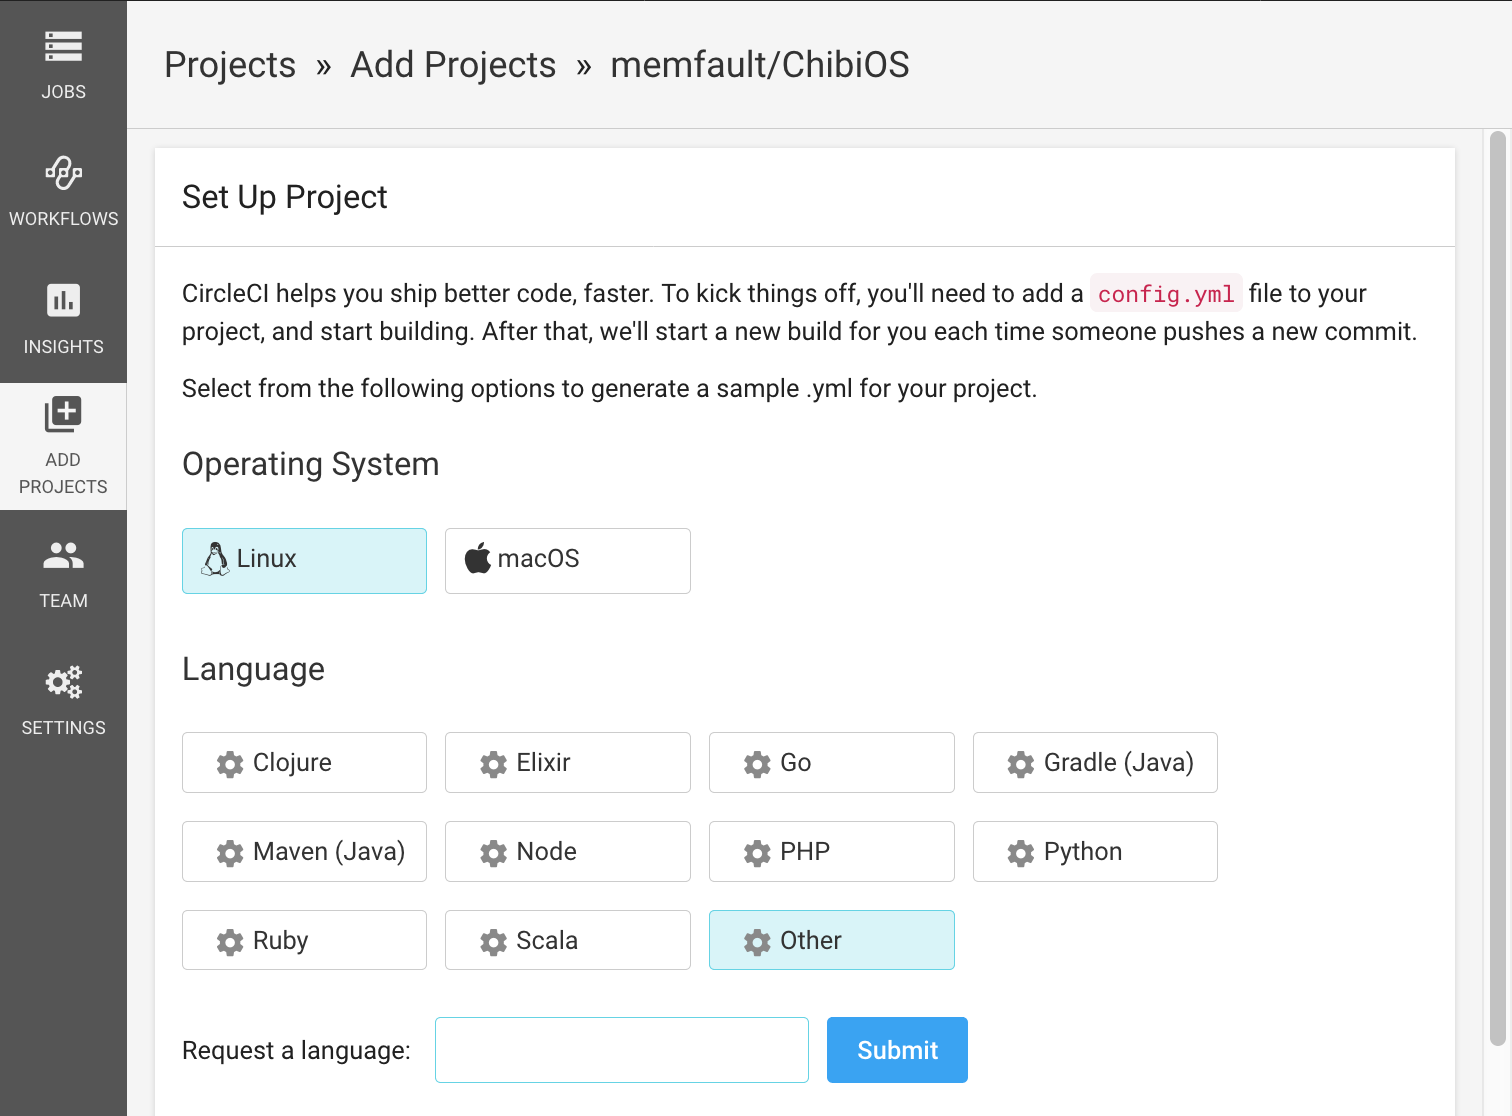 JOBS
WORKFLOWS
INSIGHTS
ADD
PROJECTS
TEAM
SETTINGS
Projects » Add Projects » memfault/ChibiOS
Set Up Project
CircleCI helps you ship better code, faster. To kick things off, you'll need to add a config.yml file to your
project, and start building. After that, we'll start a new build for you each time someone pushes a new commit.
Select from the following options to generate a sample .yml for your project.
Operating System
Linux macOS
Language
Clojure Elixir Go Gradle (Java)
Maven (Java) Node PHP Python
Ruby Scala Other
Request a language: Submit